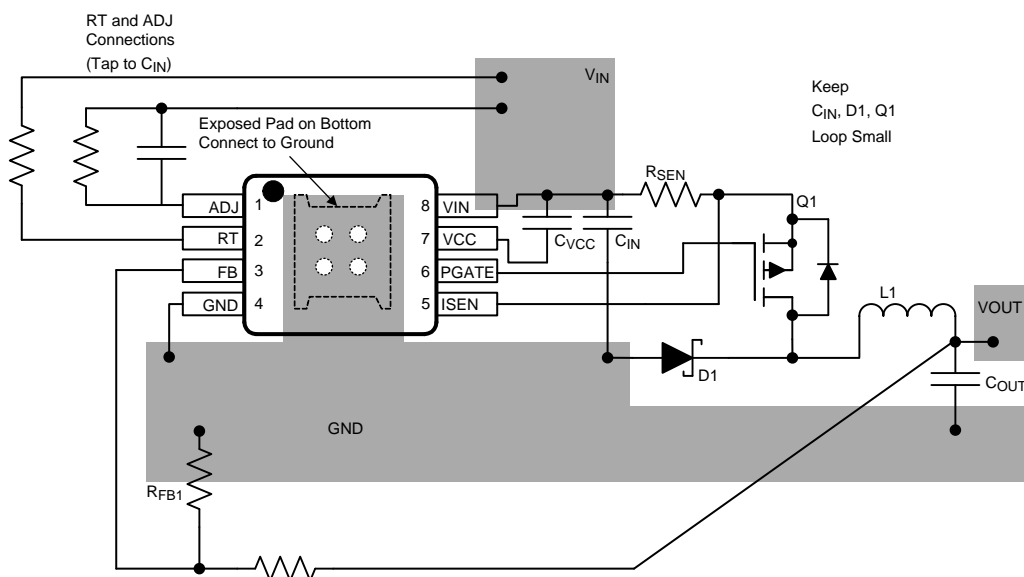 RT and ADJ
Connections
(Tap to CIN)
VIN
Keep
CIN, D1, Q1
Loop Small
Exposed Pad on Bottom
Connect to Ground
RSEN
Q1
ADJ 1
8 VIN
RT 2
7 VCC
CVCC
CIN
FB 3
6 PGATE
GND 4
5 ISEN
L1
VOUT
D1
COUT
GND
RFB1